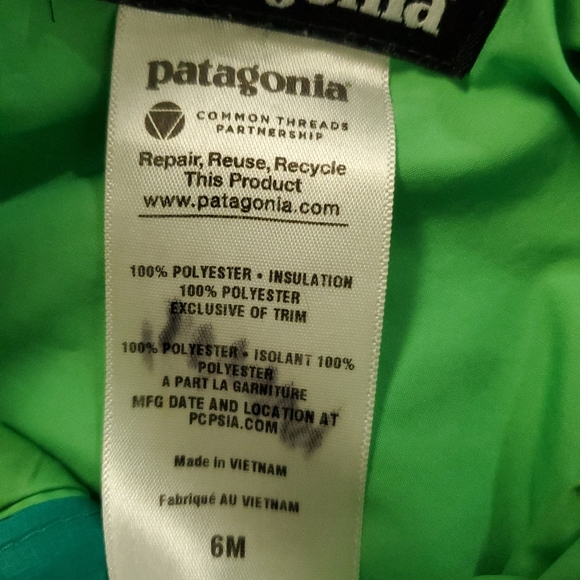 patagonia
patagonia
COMMON THREADS
PARTNERSHIP
Repair, Reuse, Recycle
This Product
www.patagonia.com
100% POLYESTER • INSULATION
100% POLYESTER
EXCLUSIVE OF TRIM
100% POLYESTER • ISOLANT 100%
POLYESTER
A PART LA GARNITURE
MFG DATE AND LOCATION AT
PCPSIA.COM
Made in VIETNAM
Fabriqué AU VIETNAM
6M